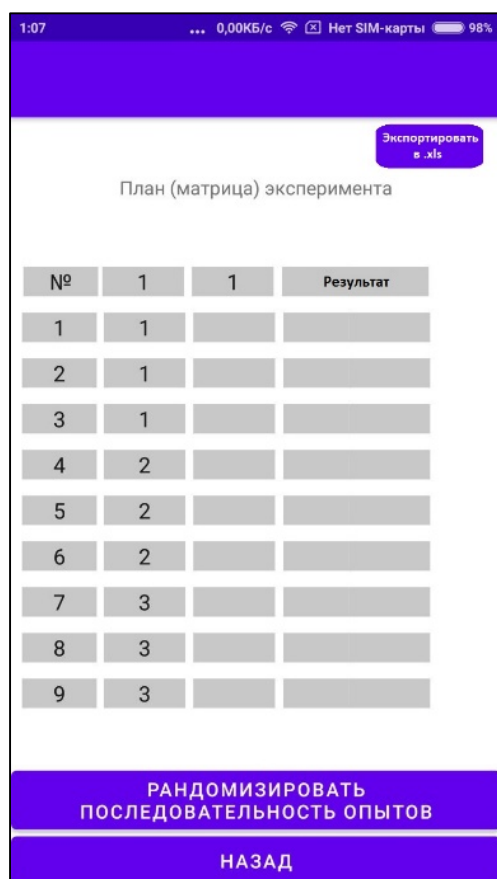 1:07 ... 0,00КБ/с Нет SIM-карты 98%
Экспортировать
в .xls
План (матрица) эксперимента
№ 1 1 Результат
1 1
2 1
3 1
4 2
5 2
6 2
7 3
8 3
9 3
РАНДОМИЗИРОВАТЬ
ПОСЛЕДОВАТЕЛЬНОСТЬ ОПЫТОВ
НАЗАД